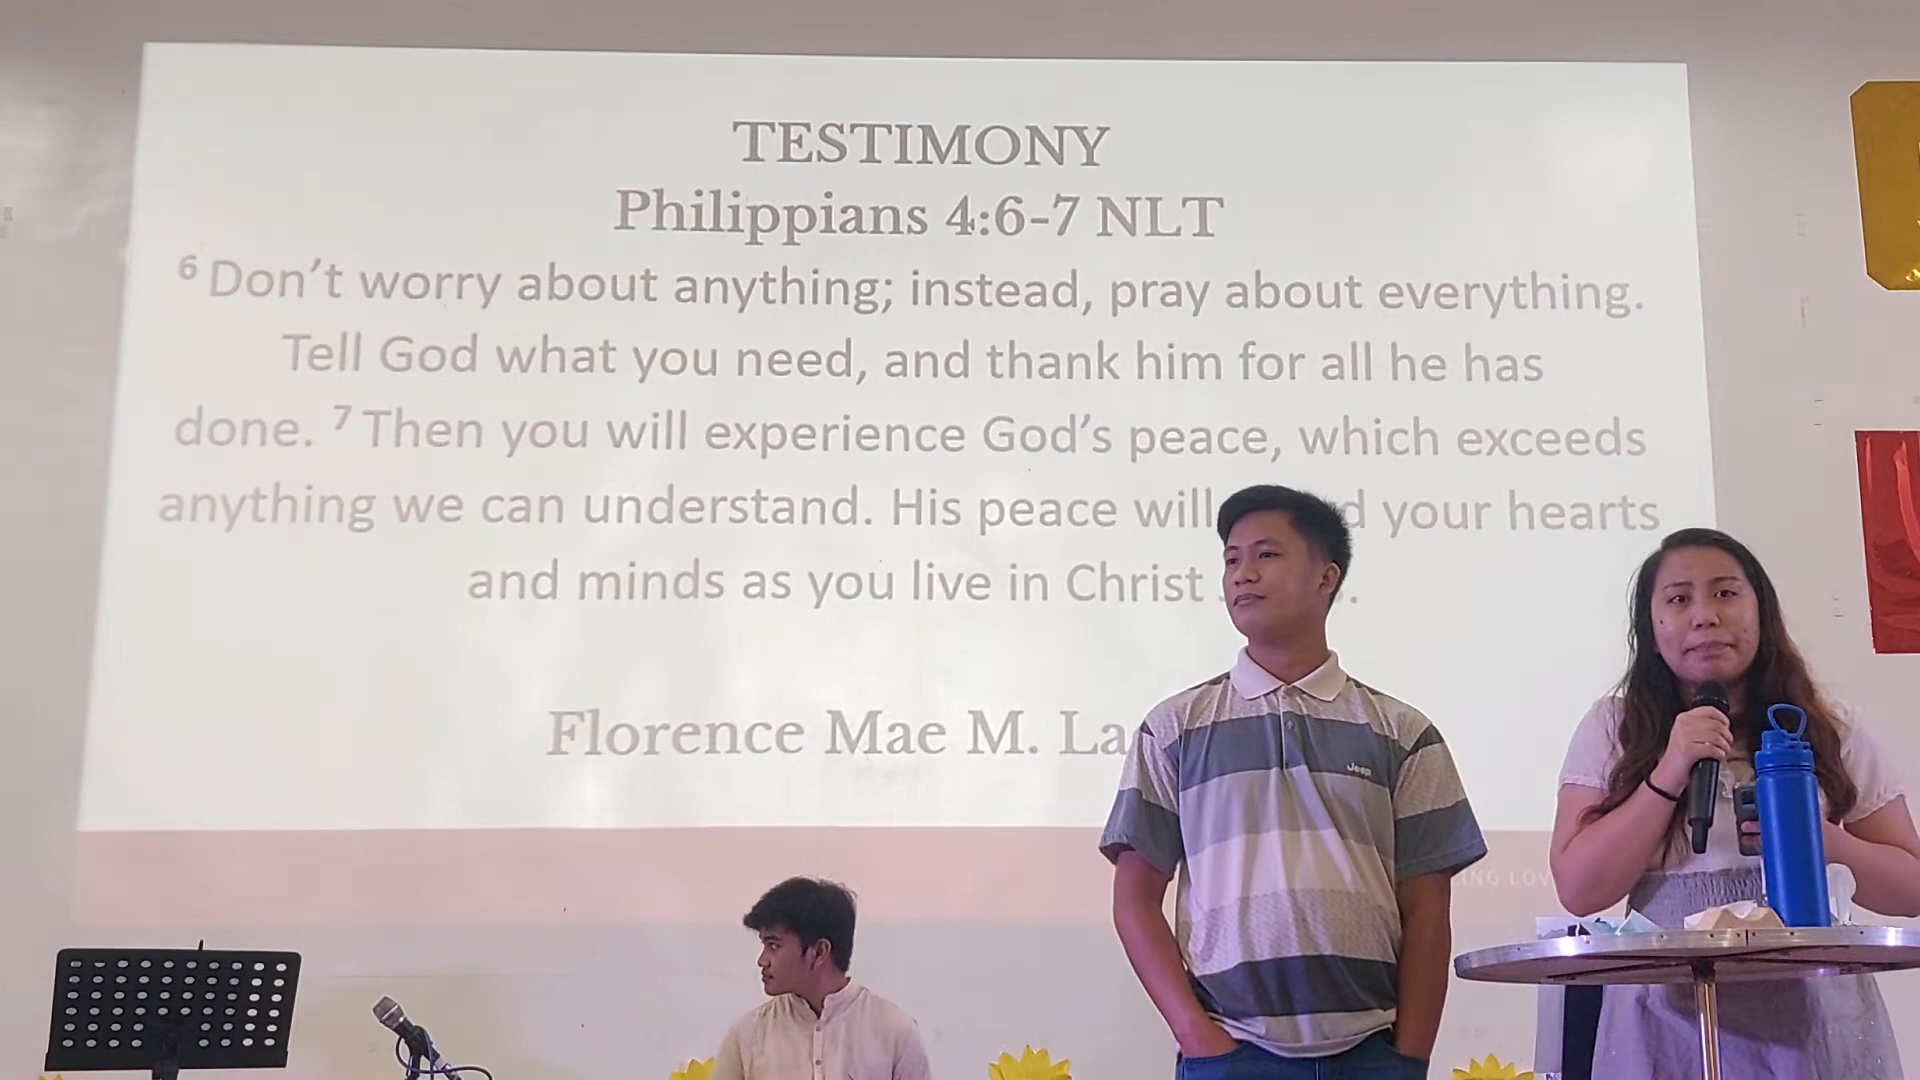 TESTIMONY
Philippians 4:6-7 NLT
6 Don't worry about anything; instead, pray about everything.
Tell God what you need, and thank him for all he has
done. 7 Then you will experience God's peace, which exceeds
anything we can understand. His peace will your hearts
and minds as you live in Christ
Florence Mae M.
Jeep